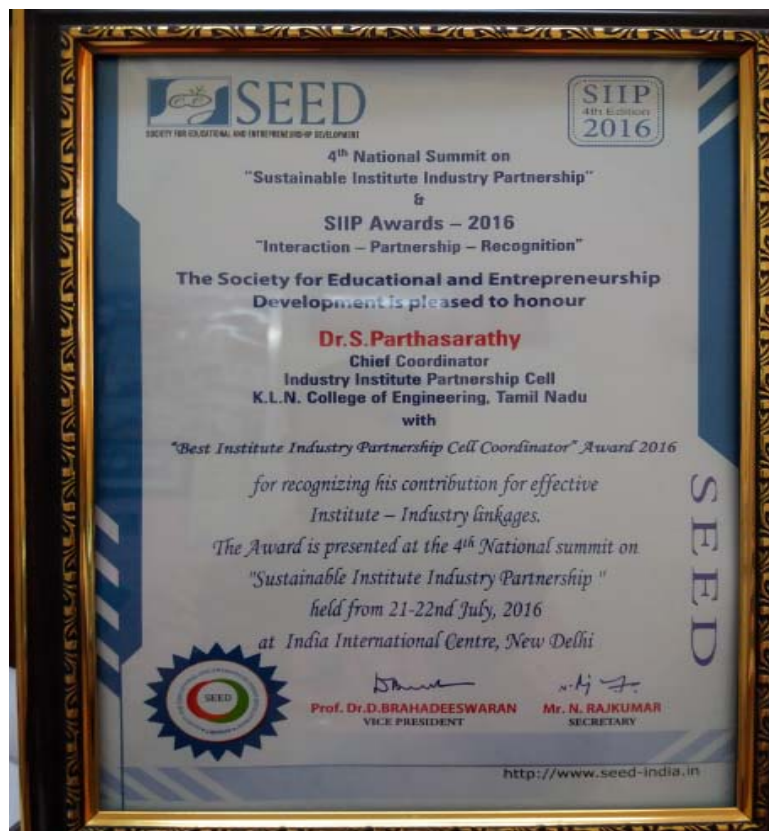 SEED
SOCIETY FOR EDUCATIONAL AND ENTREPRENEURSHIP DEVELOPMENT
SIIP
4th Edition
2016
4th National Summit on
"Sustainable Institute Industry Partnership"
&
SIIP Awards – 2016
"Interaction – Partnership – Recognition"
The Society for Educational and Entrepreneurship
Development is pleased to honour
Dr.S.Parthasarathy
Chief Coordinator
Industry Institute Partnership Cell
K.L.N. College of Engineering, Tamil Nadu
with
"Best Institute Industry Partnership Cell Coordinator" Award 2016
for recognizing his contribution for effective
Institute – Industry linkages.
The Award is presented at the 4th National summit on
"Sustainable Institute Industry Partnership "
held from 21-22nd July, 2016
at India International Centre, New Delhi
SEED
SEED
Prof. Dr.D.BRAHADEESWARAN
VICE PRESIDENT
Mr. N. RAJKUMAR
SECRETARY
http://www.seed-india.in